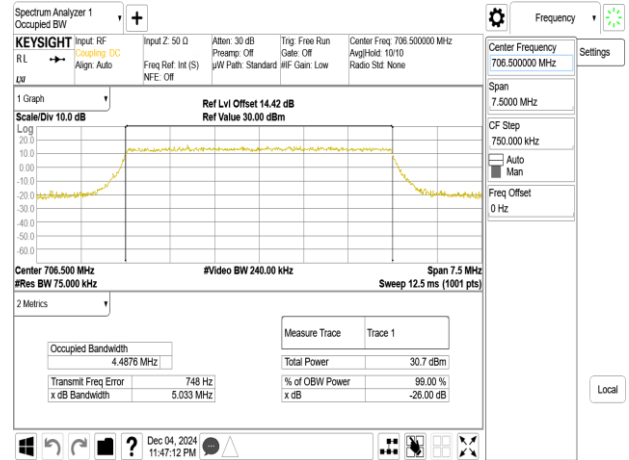 Spectrum Analyzer 1
Occupied BW
KEYSIGHT
RL
LXI
Input: RF
Coupling: DC
Align: Auto
Input Z: 50 Ω
Freq Ref: Int (S)
NFE: Off
Atten: 30 dB
Preamp: Off
µW Path: Standard
Trig: Free Run
Gate: Off
#IF Gain: Low
Center Freq: 706.500000 MHz
Avg|Hold: 10/10
Radio Std: None
1 Graph
Scale/Div 10.0 dB
Ref Lvl Offset 14.42 dB
Ref Value 30.00 dBm
Log
20.0
10.0
0.00
-10.0
-20.0
-30.0
-40.0
-50.0
-60.0
Center 706.500 MHz
#Res BW 75.000 kHz
#Video BW 240.00 kHz
Span 7.5 MHz
Sweep 12.5 ms (1001 pts)
2 Metrics
Occupied Bandwidth
4.4876 MHz
Transmit Freq Error 748 Hz
x dB Bandwidth 5.033 MHz
Measure Trace Trace 1
Total Power 30.7 dBm
% of OBW Power 99.00 %
x dB -26.00 dB
Dec 04, 2024
11:47:12 PM
Frequency
Center Frequency
706.500000 MHz
Span
7.5000 MHz
CF Step
750.000 kHz
Auto
Man
Freq Offset
0 Hz
Settings
Local